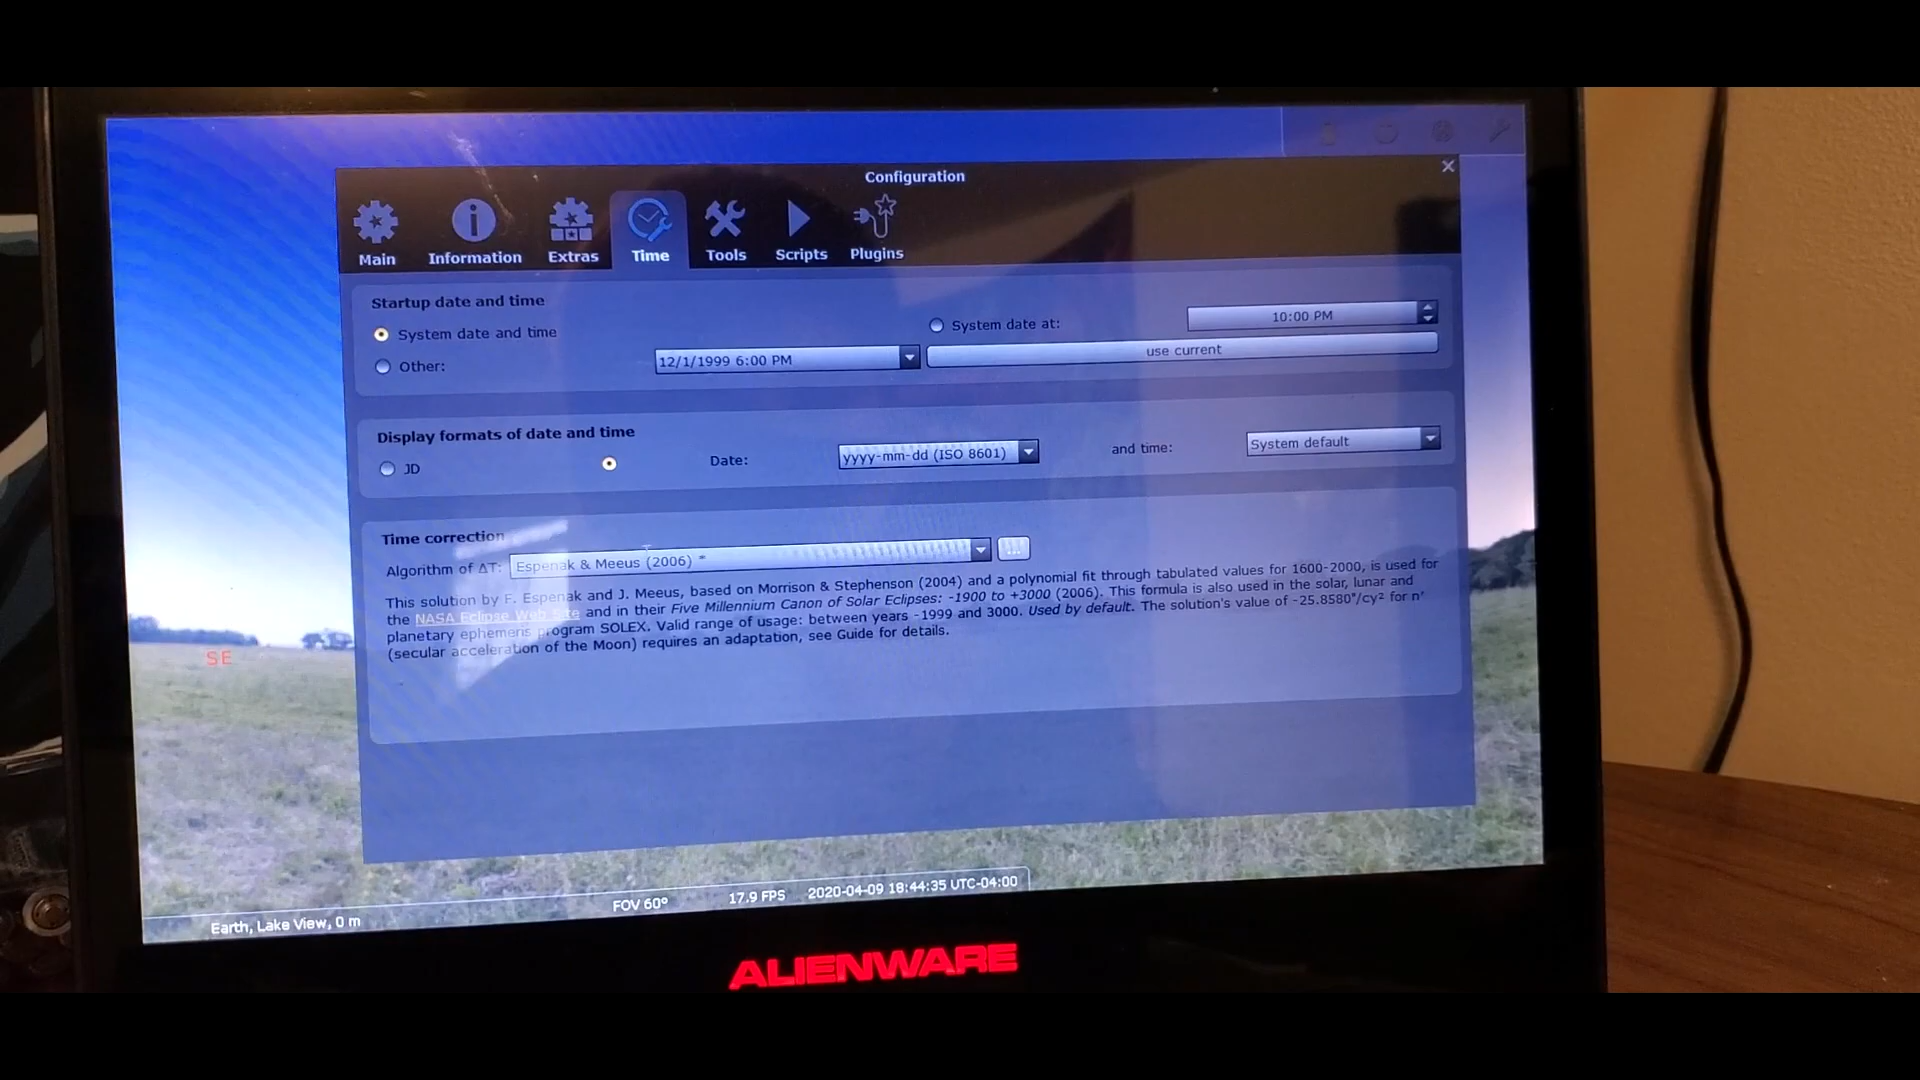 Configuration
Main
Information
Extras
Time
Tools
Scripts
Plugins
Startup date and time
System date and time
System date at:
10:00 PM
Other:
12/1/1999 6:00 PM
use current
Display formats of date and time
JD
Date:
yyyy-mm-dd (ISO 8601)
and time:
System default
Time correction
Algorithm of ΔT:
Espenak & Meeus (2006) *
...
This solution by F. Espenak and J. Meeus, based on Morrison & Stephenson (2004) and a polynomial fit through tabulated values for 1600-2000, is used for
the NASA Eclipse Web Site and in their Five Millennium Canon of Solar Eclipses: -1900 to +3000 (2006). This formula is also used in the solar, lunar and
planetary ephemeris program SOLEX. Valid range of usage: between years -1999 and 3000. Used by default. The solution's value of -25.8580"/cy² for n'
(secular acceleration of the Moon) requires an adaptation, see Guide for details.
SE
Earth, Lake View, 0 m
FOV 60°
17.9 FPS
2020-04-09 18:44:35 UTC-04:00
ALIENWARE